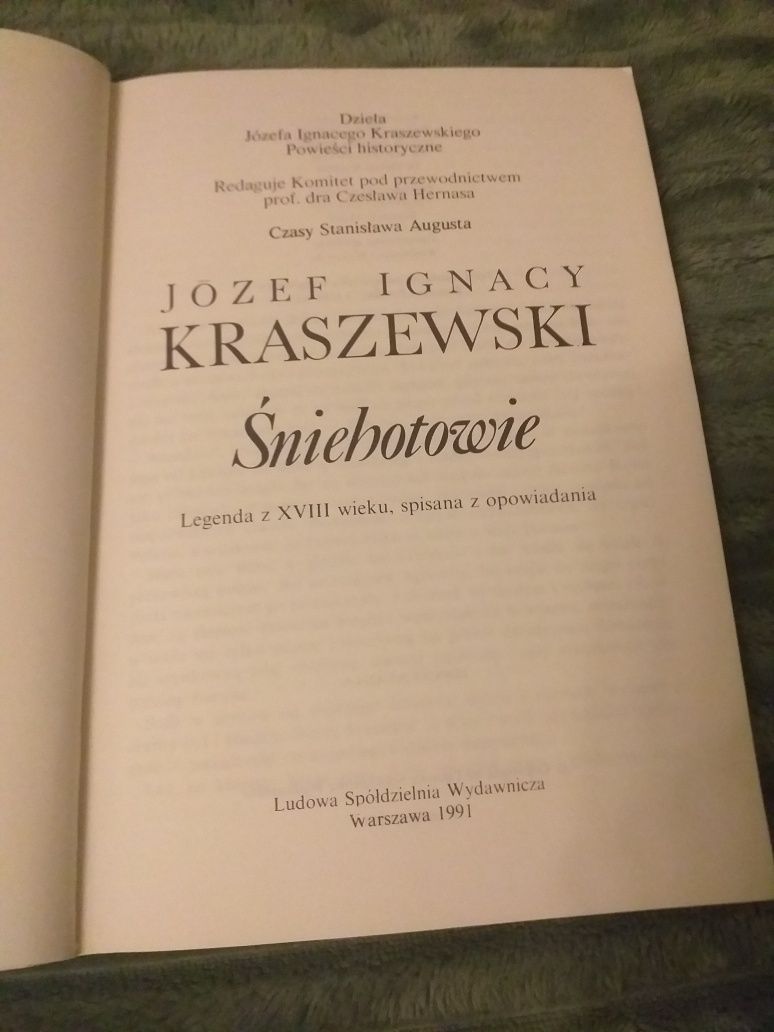 Dzieła
Józefa Ignacego Kraszewskiego
Powieści historyczne
Redaguje Komitet pod przewodnictwem
prof. dra Czesława Hernasa
Czasy Stanisława Augusta
JÓZEF IGNACY
KRASZEWSKI
Śniehotowie
Legenda z XVIII wieku, spisana z opowiadania
Ludowa Spółdzielnia Wydawnicza
Warszawa 1991